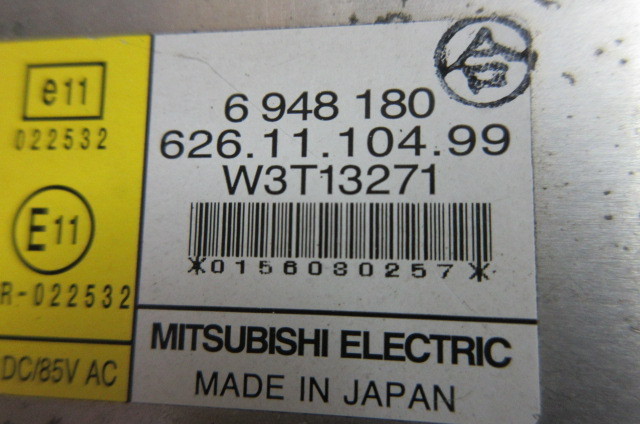 e11
022532
E11
R-022532
DC/85V AC
6 948 180
626.11.104.99
W3T13271
*0156080257*
MITSUBISHI ELECTRIC
MADE IN JAPAN